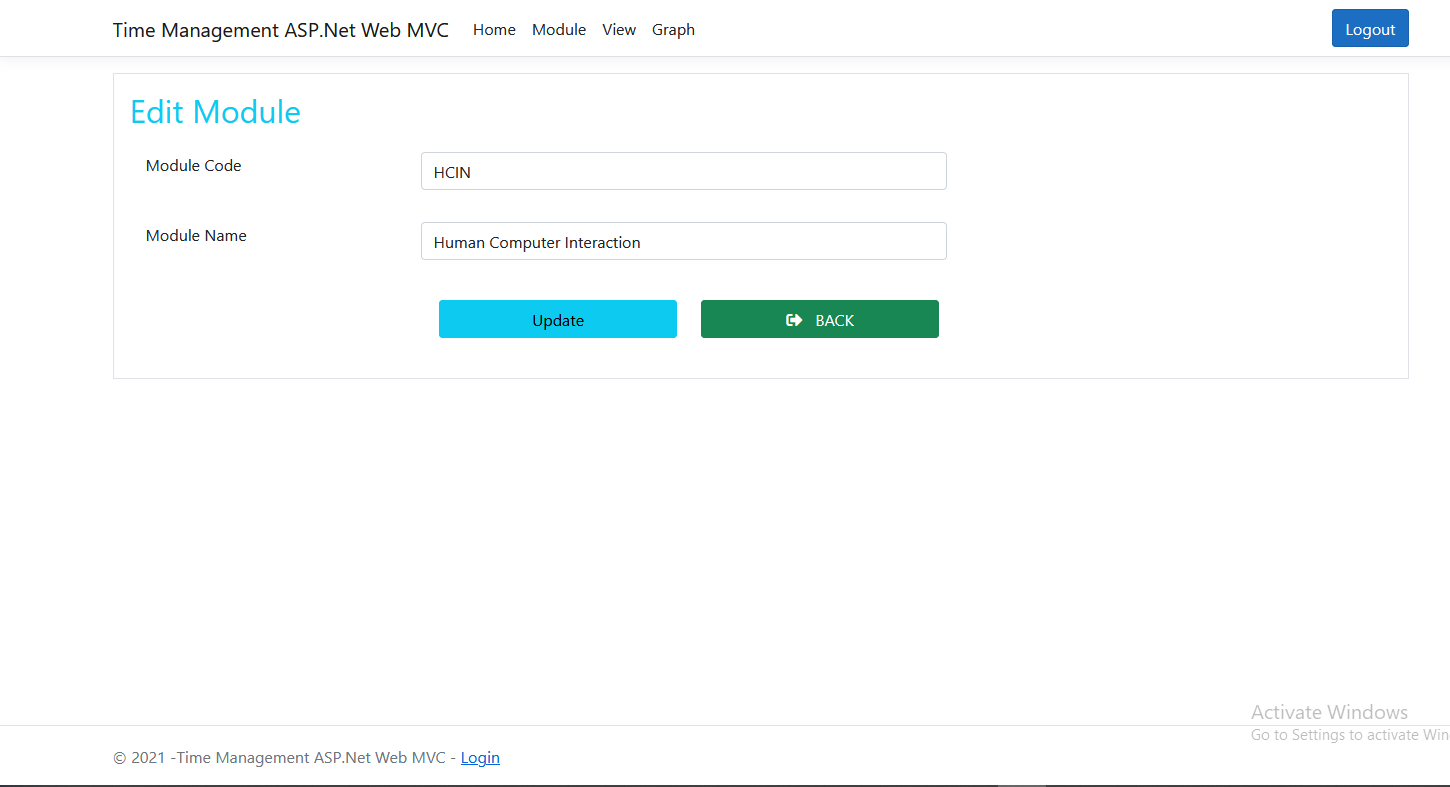 Time Management ASP.Net Web MVC Home Module View Graph Logout
Edit Module
Module Code HCIN
Module Name Human Computer Interaction
Update BACK
Activate Windows
Go to Settings to activate Win
© 2021 -Time Management ASP.Net Web MVC - Login